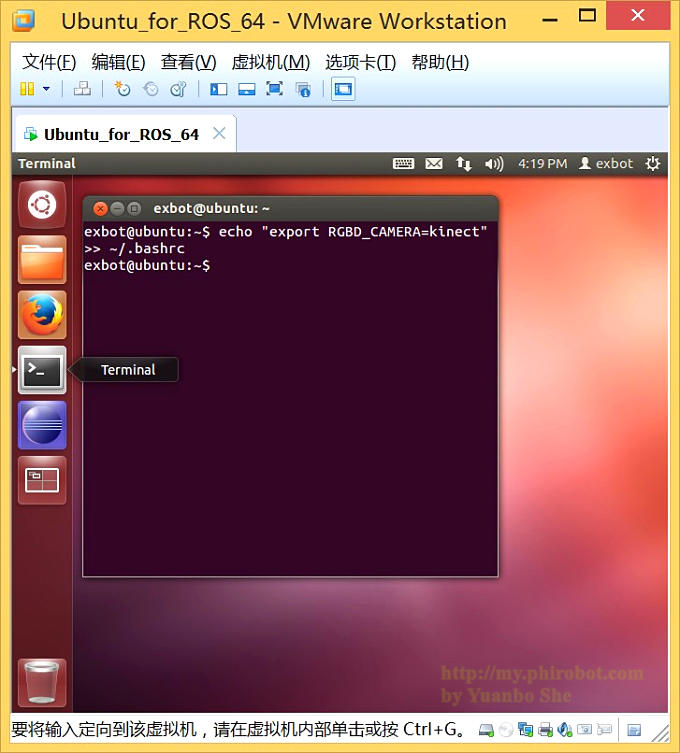 Ubuntu_for_ROS_64 - VMware Workstation
文件(F) 编辑(E) 查看(V) 虚拟机(M) 选项卡(T) 帮助(H)
Ubuntu_for_ROS_64
Terminal 4:19 PM exbot
exbot@ubuntu: ~
exbot@ubuntu:~$ echo "export RGBD_CAMERA=kinect"
>> ~/.bashrc
exbot@ubuntu:~$
Terminal
http://my.phirobot.com
by Yuanbo She
要将输入定向到该虚拟机，请在虚拟机内部单击或按 Ctrl+G。